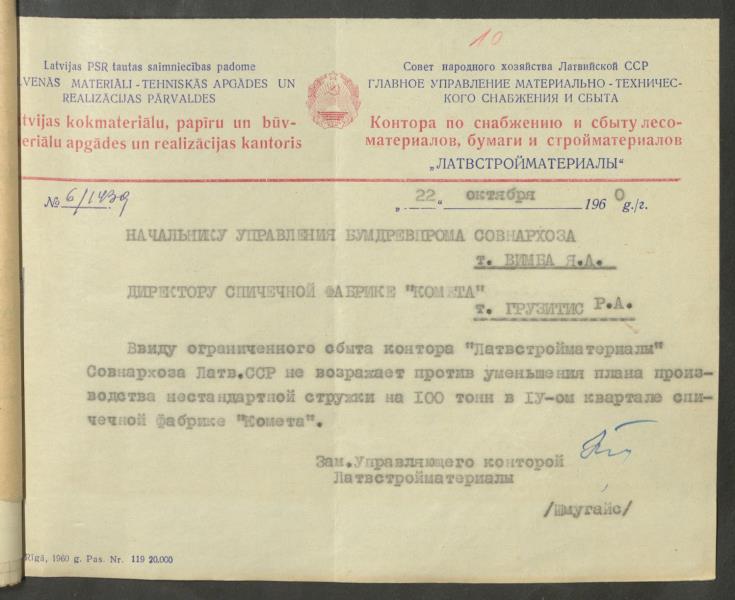 10
Latvijas PSR tautas saimniecības padome
VENĀS MATERIĀLI-TEHNISKĀS APGĀDES UN
REALIZĀCIJAS PĀRVALDES
tvijas kokmateriālu, papīru un būv-
eriālu apgādes un realizācijas kantoris
Совет народного хозяйства Латвийской ССР
ГЛАВНОЕ УПРАВЛЕНИЕ МАТЕРИАЛЬНО-ТЕХНИЧЕС-
КОГО СНАБЖЕНИЯ И СБЫТА
Контора по снабжению и сбыту лесо-
материалов, бумаги и стройматериалов
„ЛАТВСТРОЙМАТЕРИАЛЫ“
№ 6/1439
„22“ октября 1960 g./г.
НАЧАЛЬНИКУ УПРАВЛЕНИЯ БУМДРЕВПРОМА СОВНАРХОЗА
т. ВИМБА Я.А.
ДИРЕКТОРУ СПИЧЕЧНОЙ ФАБРИКЕ "КОМЕТА"
т. ГРУЗИТИС Р.А.
Ввиду ограниченного сбыта контора "Латвстройматериалы"
Совнархоза Латв.ССР не возражает против уменьшения плана произ-
водства нестандартной стружки на 100 тонн в IУ-ом квартале спи-
чечной фабрике "Комета".
Зам.Управляющего конторой
Латвстройматериалы
/Шмугайс/
Rīgā, 1960 g. Pas. Nr. 119 20.000